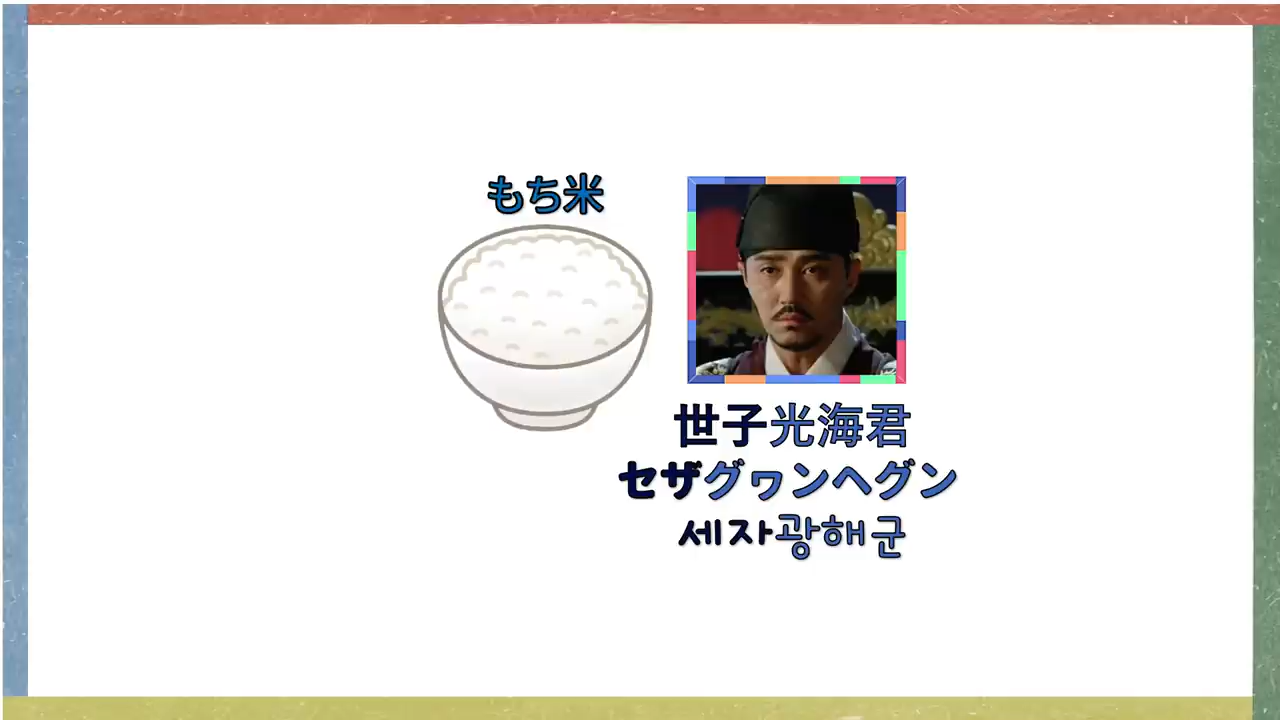 もち米
世子光海君
セザグヮンヘグン
세자광해군